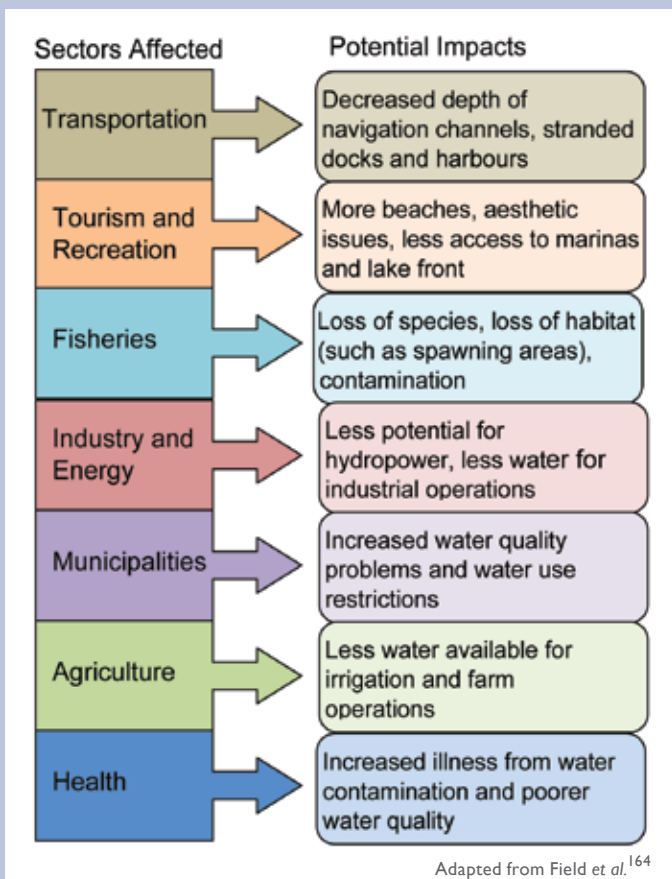 Sectors Affected
Potential Impacts
Transportation
Decreased depth of
navigation channels, stranded
docks and harbours
Tourism and
Recreation
More beaches, aesthetic
issues, less access to marinas
and lake front
Fisheries
Loss of species, loss of habitat
(such as spawning areas),
contamination
Industry and
Energy
Less potential for
hydropower, less water for
industrial operations
Municipalities
Increased water quality
problems and water use
restrictions
Agriculture
Less water available for
irrigation and farm
operations
Health
Increased illness from water
contamination and poorer
water quality
Adapted from Field et al.164